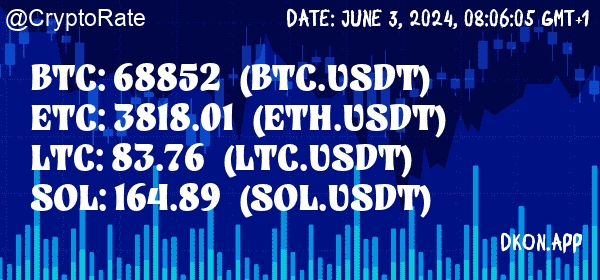 @CryptoRate
DATE: JUNE 3, 2024, 08:06:05 GMT+1
BTC: 68852 (BTC.USDT)
ETC: 3818.01 (ETH.USDT)
LTC: 83.76 (LTC.USDT)
SOL: 164.89 (SOL.USDT)
DKON.APP